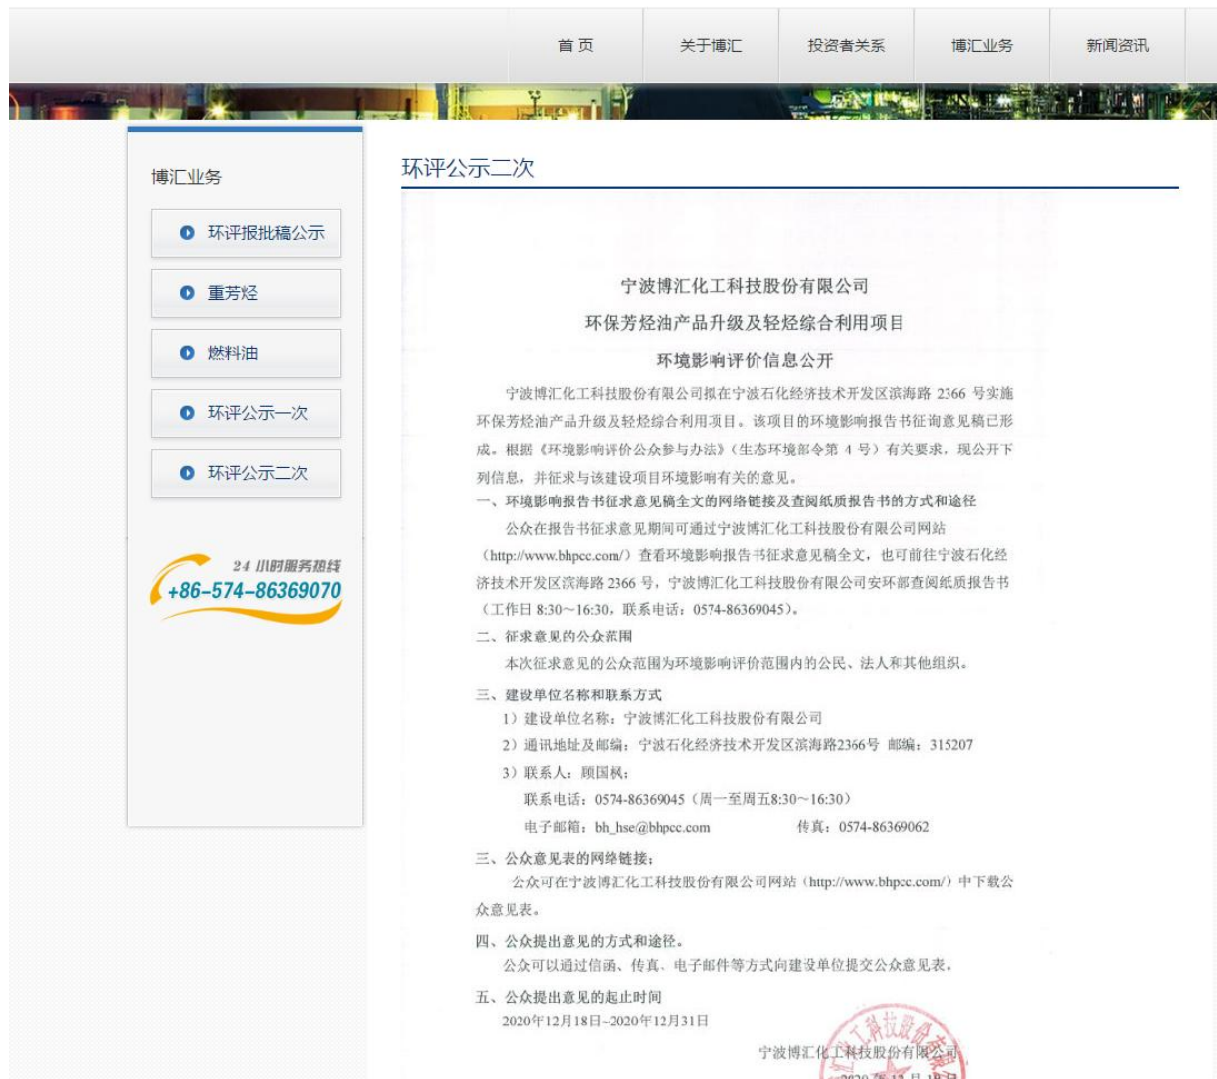 首 页
关于博汇
投资者关系
博汇业务
新闻资讯
博汇业务
环评报批稿公示
重芳烃
燃料油
环评公示一次
环评公示二次
24 小时服务热线
+86-574-86369070
环评公示二次
宁波博汇化工科技股份有限公司
环保芳烃油产品升级及轻烃综合利用项目
环境影响评价信息公开
宁波博汇化工科技股份有限公司拟在宁波石化经济技术开发区滨海路 2366 号实施
环保芳烃油产品升级及轻烃综合利用项目。该项目的环境影响报告书征询意见稿已形
成。根据《环境影响评价公众参与办法》（生态环境部令第 4 号）有关要求，现公开下
列信息，并征求与该建设项目环境影响有关的意见。
一、环境影响报告书征求意见稿全文的网络链接及查阅纸质报告书的方式和途径
公众在报告书征求意见期间可通过宁波博汇化工科技股份有限公司网站
（http://www.bhpcc.com/）查看环境影响报告书征求意见稿全文，也可前往宁波石化经
济技术开发区滨海路 2366 号，宁波博汇化工科技股份有限公司安环部查阅纸质报告书
（工作日 8:30～16:30，联系电话：0574-86369045）。
二、征求意见的公众范围
本次征求意见的公众范围为环境影响评价范围内的公民、法人和其他组织。
三、建设单位名称和联系方式
1）建设单位名称：宁波博汇化工科技股份有限公司
2）通讯地址及邮编：宁波石化经济技术开发区滨海路2366号 邮编：315207
3）联系人：顾国枫；
联系电话：0574-86369045（周一至周五8:30～16:30）
电子邮箱：bh_hse@bhpcc.com 传真：0574-86369062
三、公众意见表的网络链接；
公众可在宁波博汇化工科技股份有限公司网站（http://www.bhpcc.com/）中下载公
众意见表。
四、公众提出意见的方式和途径。
公众可以通过信函、传真、电子邮件等方式向建设单位提交公众意见表。
五、公众提出意见的起止时间
2020年12月18日-2020年12月31日
宁波博汇化工科技股份有限公司